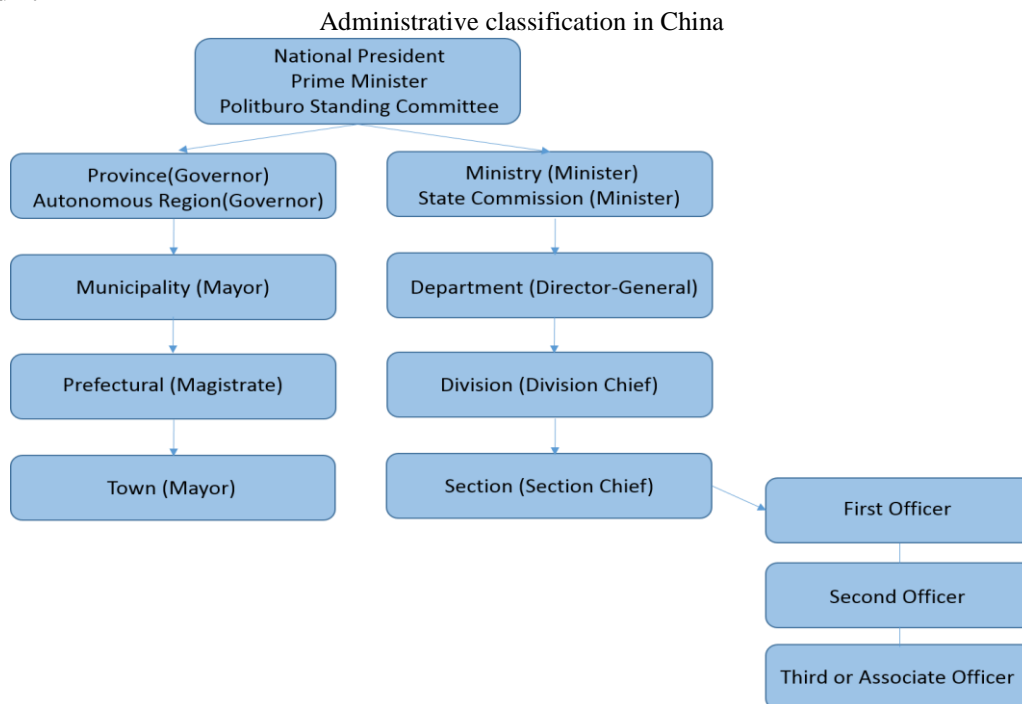 Administrative classification in China
National President
Prime Minister
Politburo Standing Committee
Province(Governor)
Autonomous Region(Governor)
Ministry (Minister)
State Commission (Minister)
Municipality (Mayor)
Department (Director-General)
Prefectural (Magistrate)
Division (Division Chief)
Town (Mayor)
Section (Section Chief)
First Officer
Second Officer
Third or Associate Officer